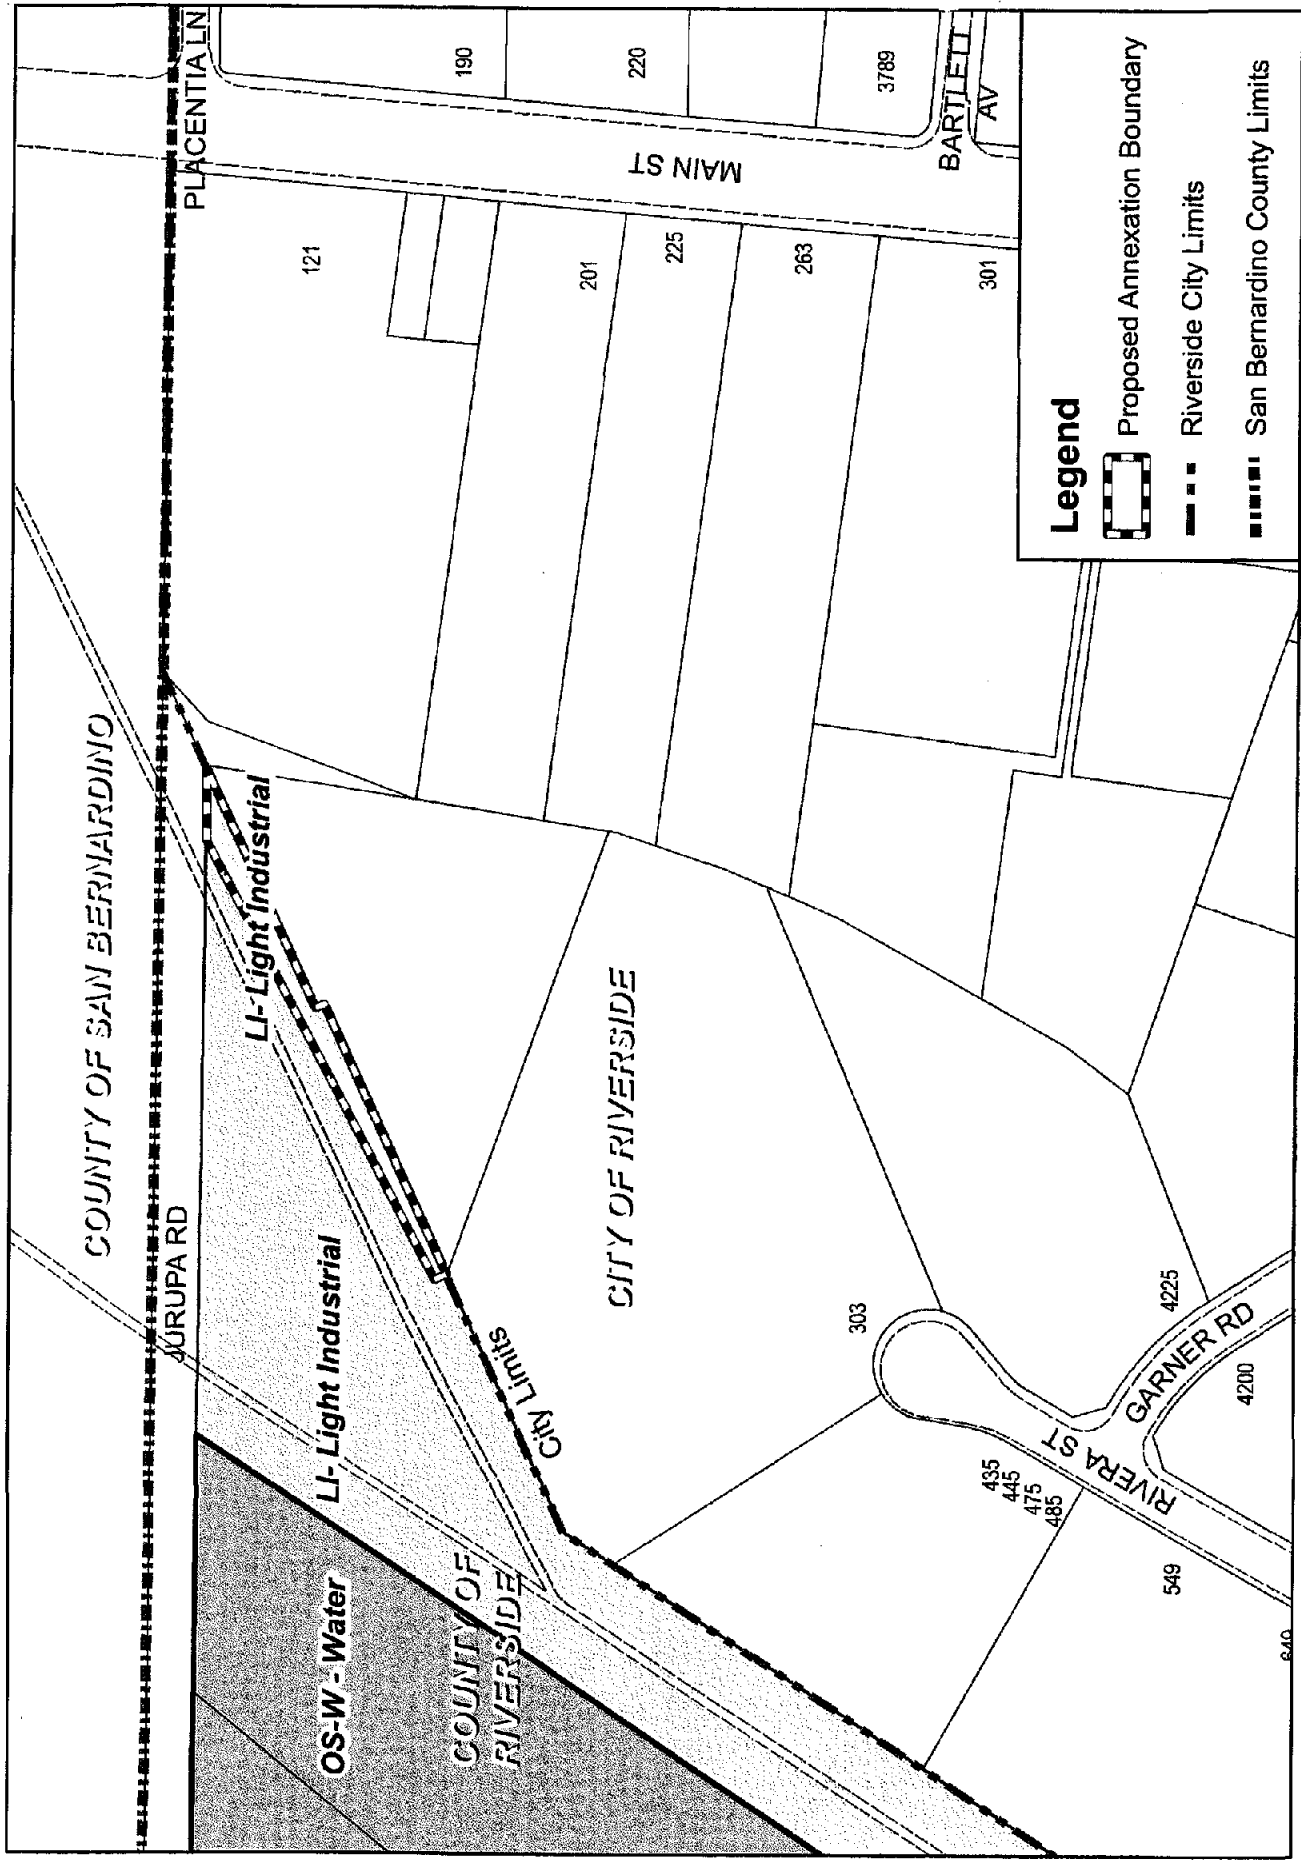 COUNTY OF SAN BERNARDINO
JURUPA RD
PLACENTIA LN
LI- Light Industrial
LI- Light Industrial
OS-W - Water
COUNTY OF
RIVERSIDE
City Limits
CITY OF RIVERSIDE
121
201
225
263
301
MAIN ST
190
220
3789
BARTLETT
AV
303
435
445
475
485
549
649
RIVERA ST
GARNER RD
4225
4200
Legend
Proposed Annexation Boundary
Riverside City Limits
San Bernardino County Limits